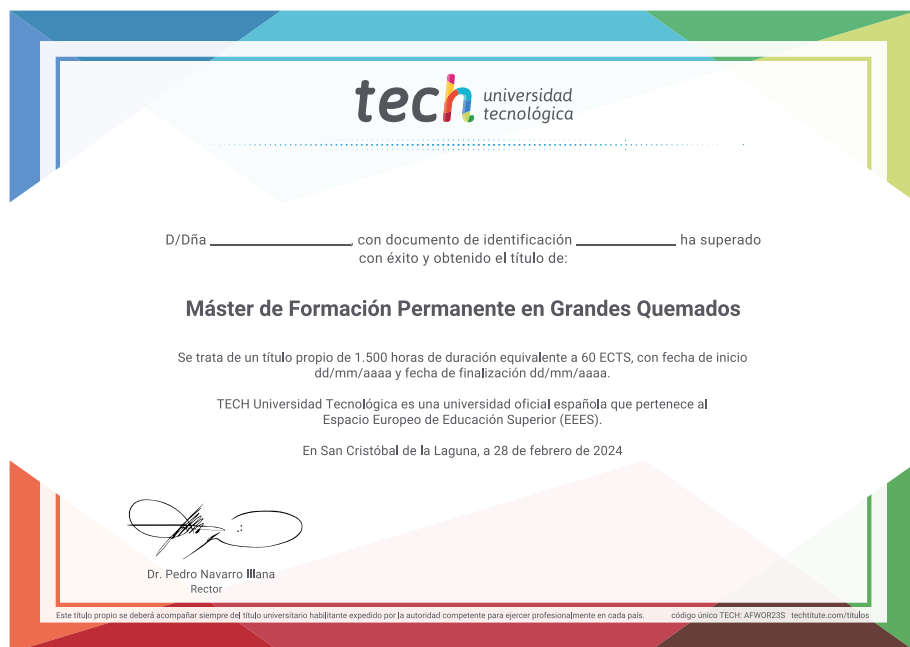 tech universidad
tecnológica
D/Dña ____________, con documento de identificación ____________ ha superado
con éxito y obtenido el título de:
Máster de Formación Permanente en Grandes Quemados
Se trata de un título propio de 1.500 horas de duración equivalente a 60 ECTS, con fecha de inicio
dd/mm/aaaa y fecha de finalización dd/mm/aaaa.
TECH Universidad Tecnológica es una universidad oficial española que pertenece al
Espacio Europeo de Educación Superior (EEES).
En San Cristóbal de la Laguna, a 28 de febrero de 2024
Dr. Pedro Navarro Illana
Rector
Este título propio se deberá acompañar siempre del título universitario habilitante expedido por la autoridad competente para ejercer profesionalmente en cada país. código único TECH: AFWOR23S techtitute.com/titulos